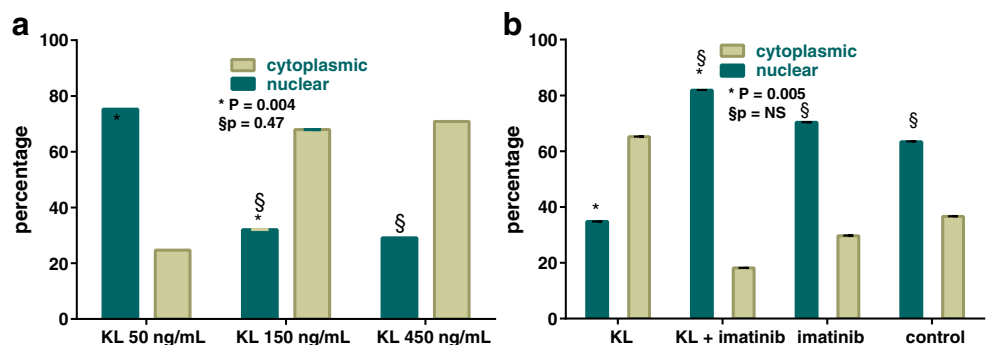 a
percentage
100
80
60
40
20
0
cytoplasmic
nuclear
* P = 0.004
§p = 0.47
*
§
*
§
KL 50 ng/mL
KL 150 ng/mL
KL 450 ng/mL
b
percentage
100
80
60
40
20
0
cytoplasmic
nuclear
* P = 0.005
§p = NS
*
§
*
§
§
KL
KL + imatinib
imatinib
control